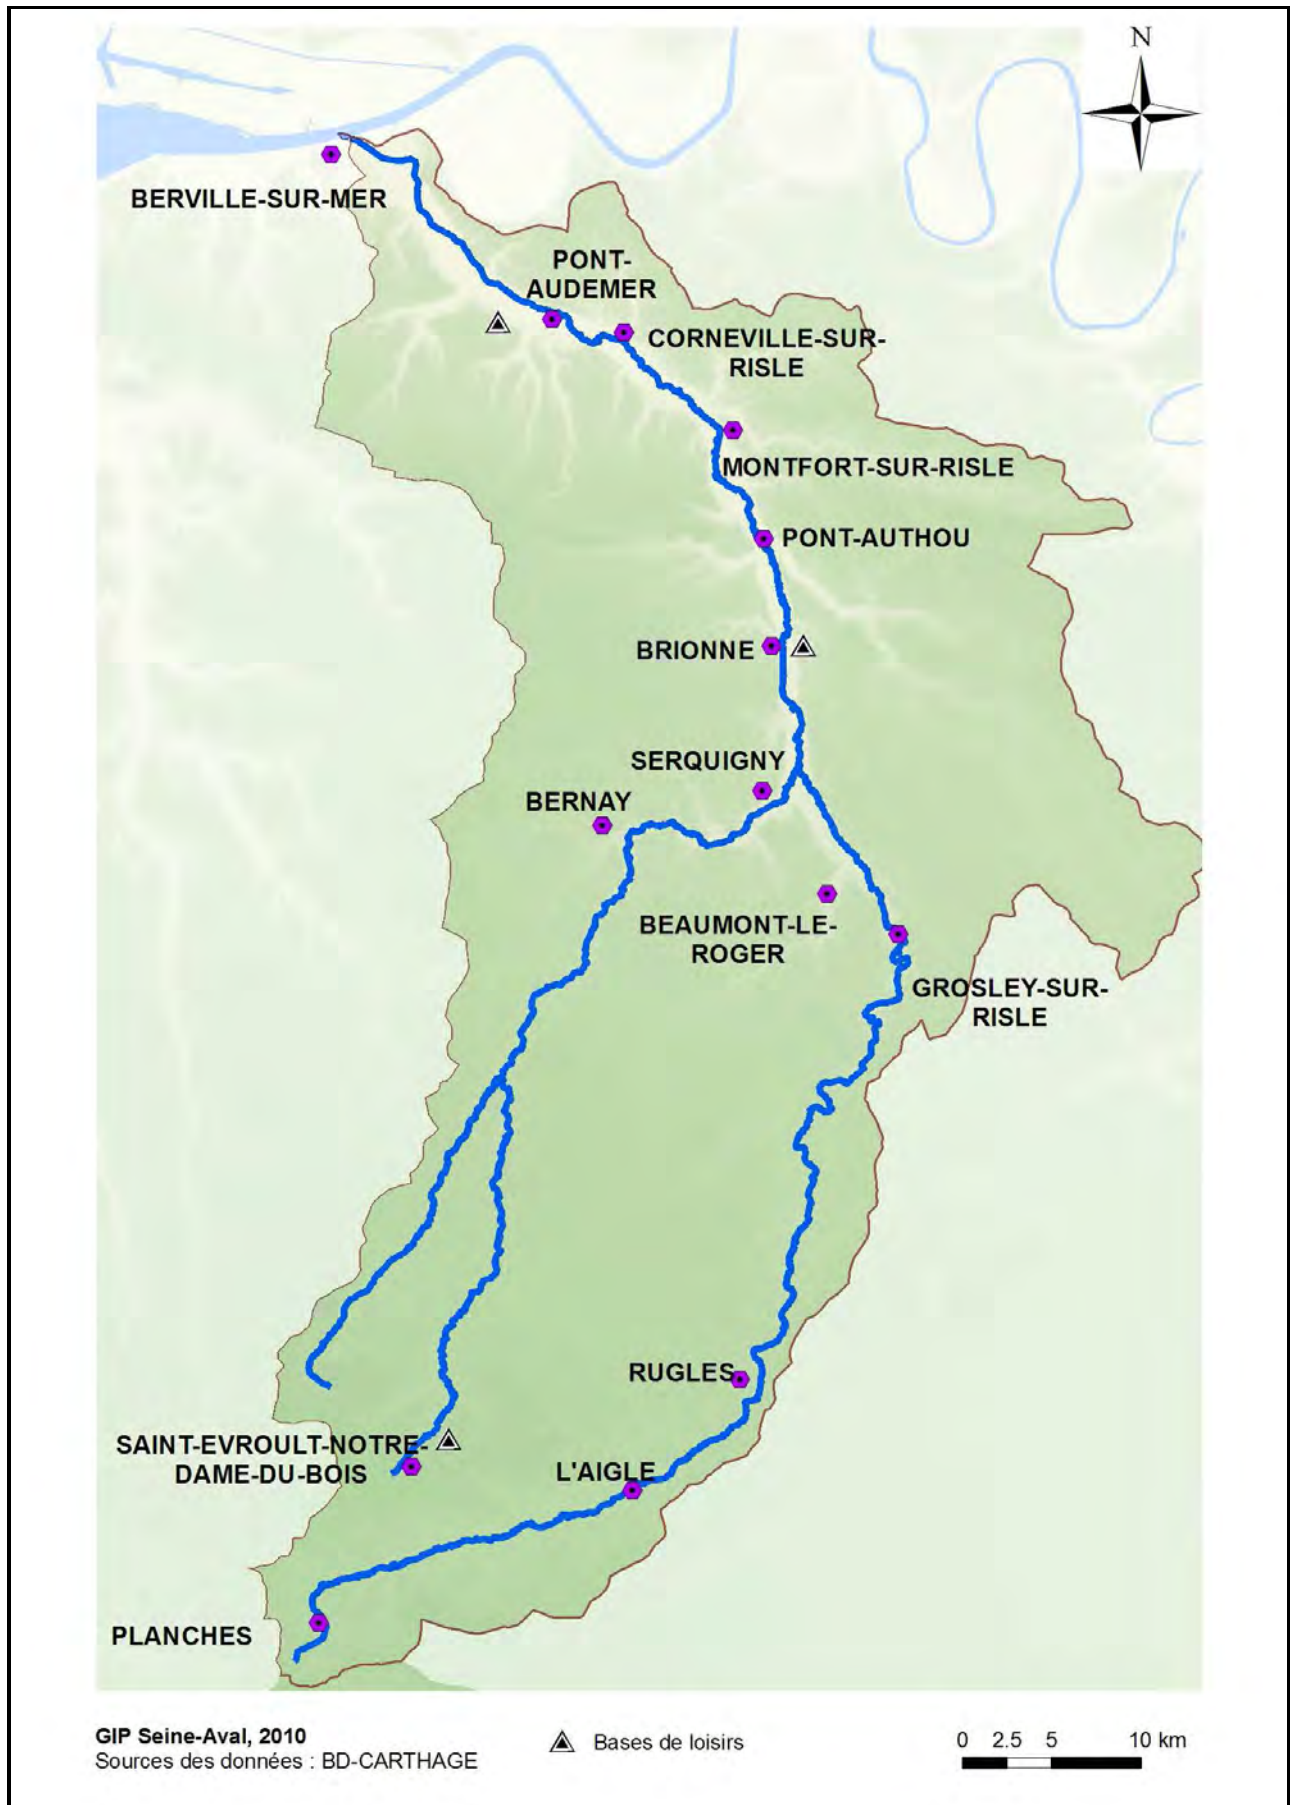 N
BERVILLE-SUR-MER
PONT-
AUDEMER
CORNEVILLE-SUR-
RISLE
MONTFORT-SUR-RISLE
PONT-AUTHOU
BRIONNE
SERQUIGNY
BERNAY
BEAUMONT-LE-
ROGER
GROSLEY-SUR-
RISLE
RUGLES
SAINT-EVROULT-NOTRE-
DAME-DU-BOIS
L'AIGLE
PLANCHES
GIP Seine-Aval, 2010
Sources des données : BD-CARTHAGE
Bases de loisirs
0 2.5 5 10 km